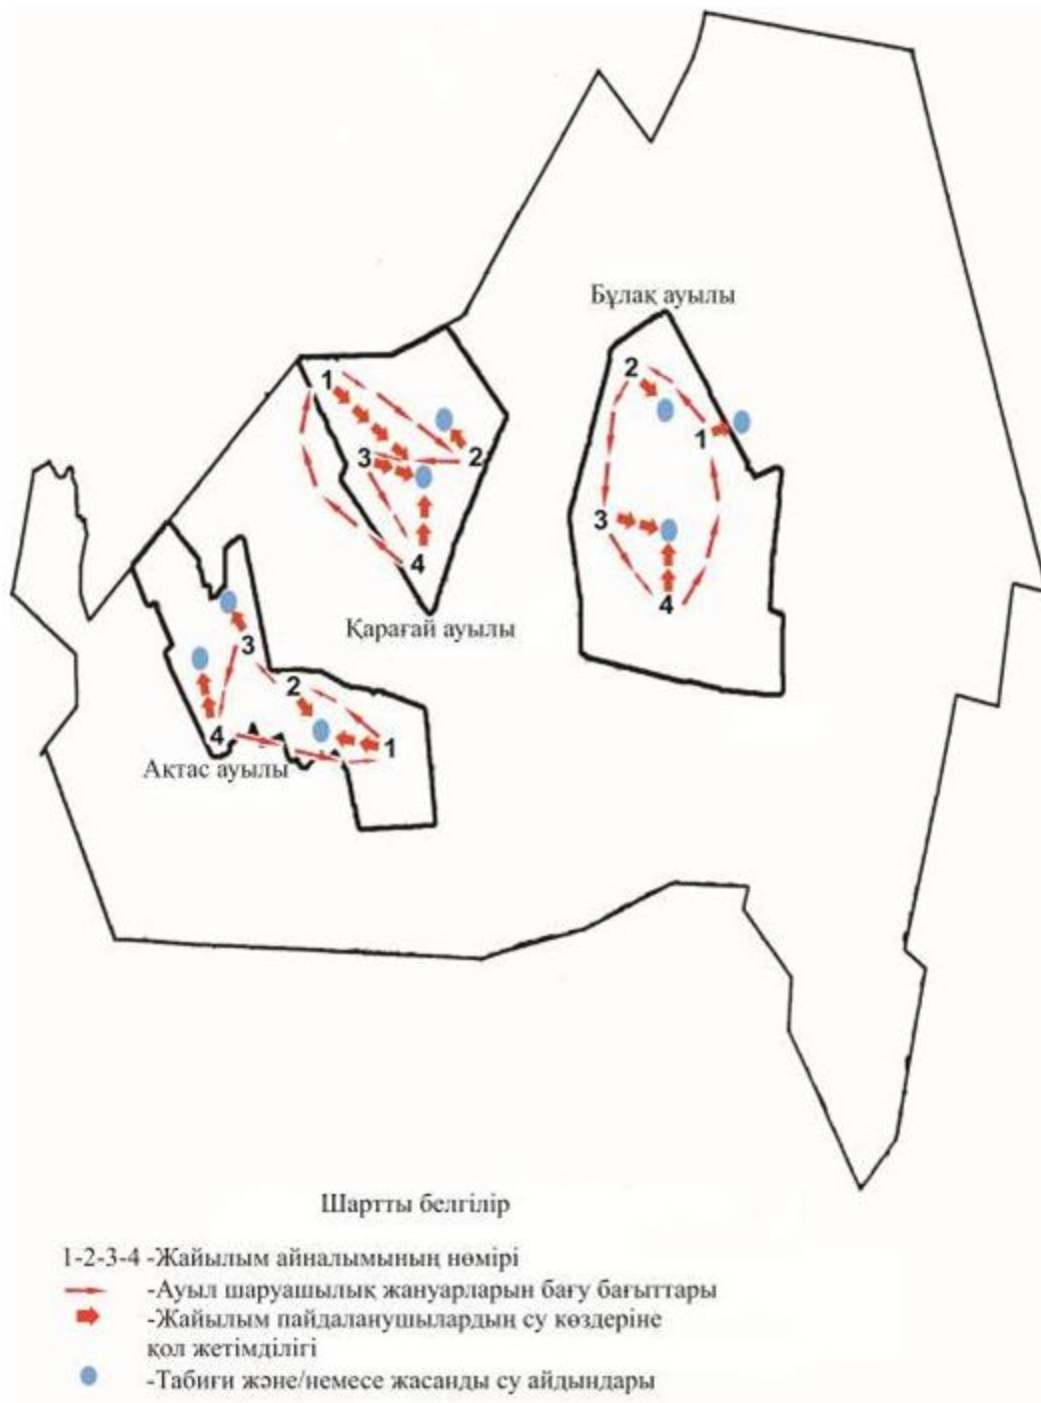 Бұлақ ауылы
2
1
3
4
1
3
2
4
Қарағай ауылы
3
2
4
1
Ақтас ауылы
Шартты белгілір
1-2-3-4 -Жайылым айналымының нөмірі
-Ауыл шаруашылық жануарларын бағу бағыттары
-Жайылым пайдаланушылардың су көздеріне
қол жетімділігі
-Табиғи және/немесе жасанды су айдындары